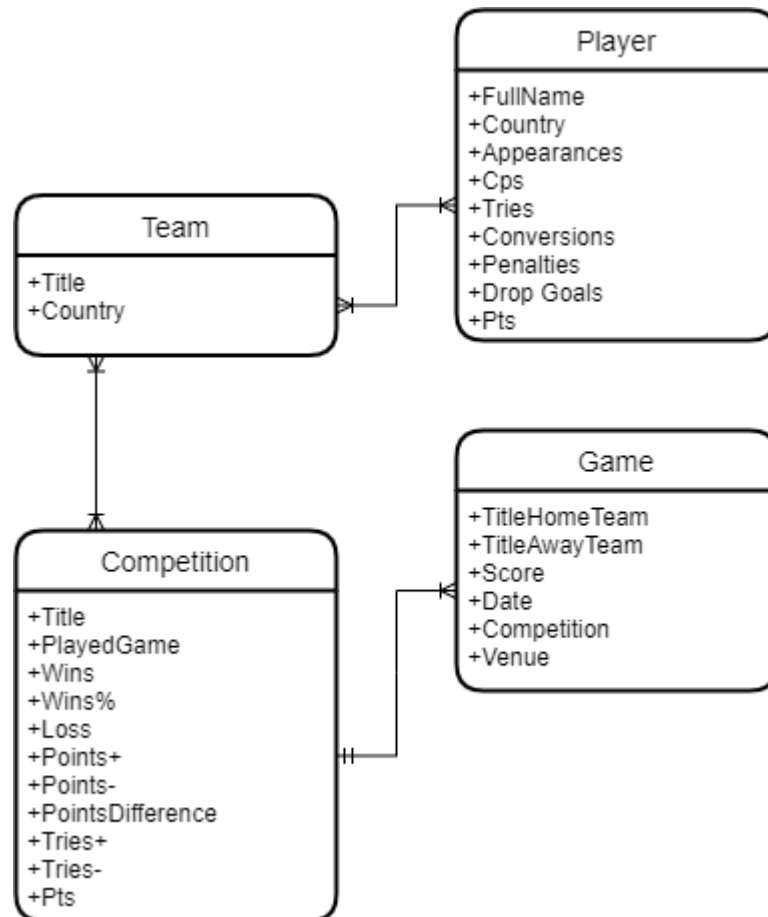 Player
+FullName
+Country
+Appearances
+Cps
+Tries
+Conversions
+Penalties
+Drop Goals
+Pts
Team
+Title
+Country
Game
+TitleHomeTeam
+TitleAwayTeam
+Score
+Date
+Competition
+Venue
Competition
+Title
+PlayedGame
+Wins
+Wins%
+Loss
+Points+
+Points-
+PointsDifference
+Tries+
+Tries-
+Pts